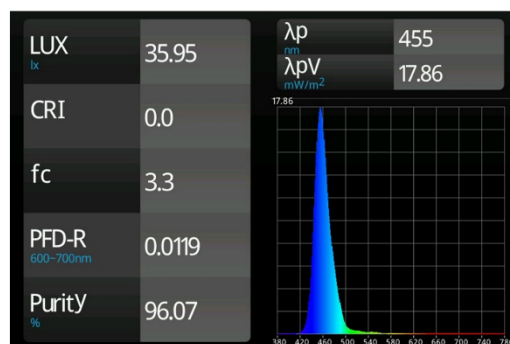 LUX
lx
35.95
CRI
0.0
fc
3.3
PFD-R
600~700nm
0.0119
Purity
%
96.07
λp
nm
455
λpV
mW/m2
17.86
17.86
380 420 460 500 540 580 620 660 700 740 780